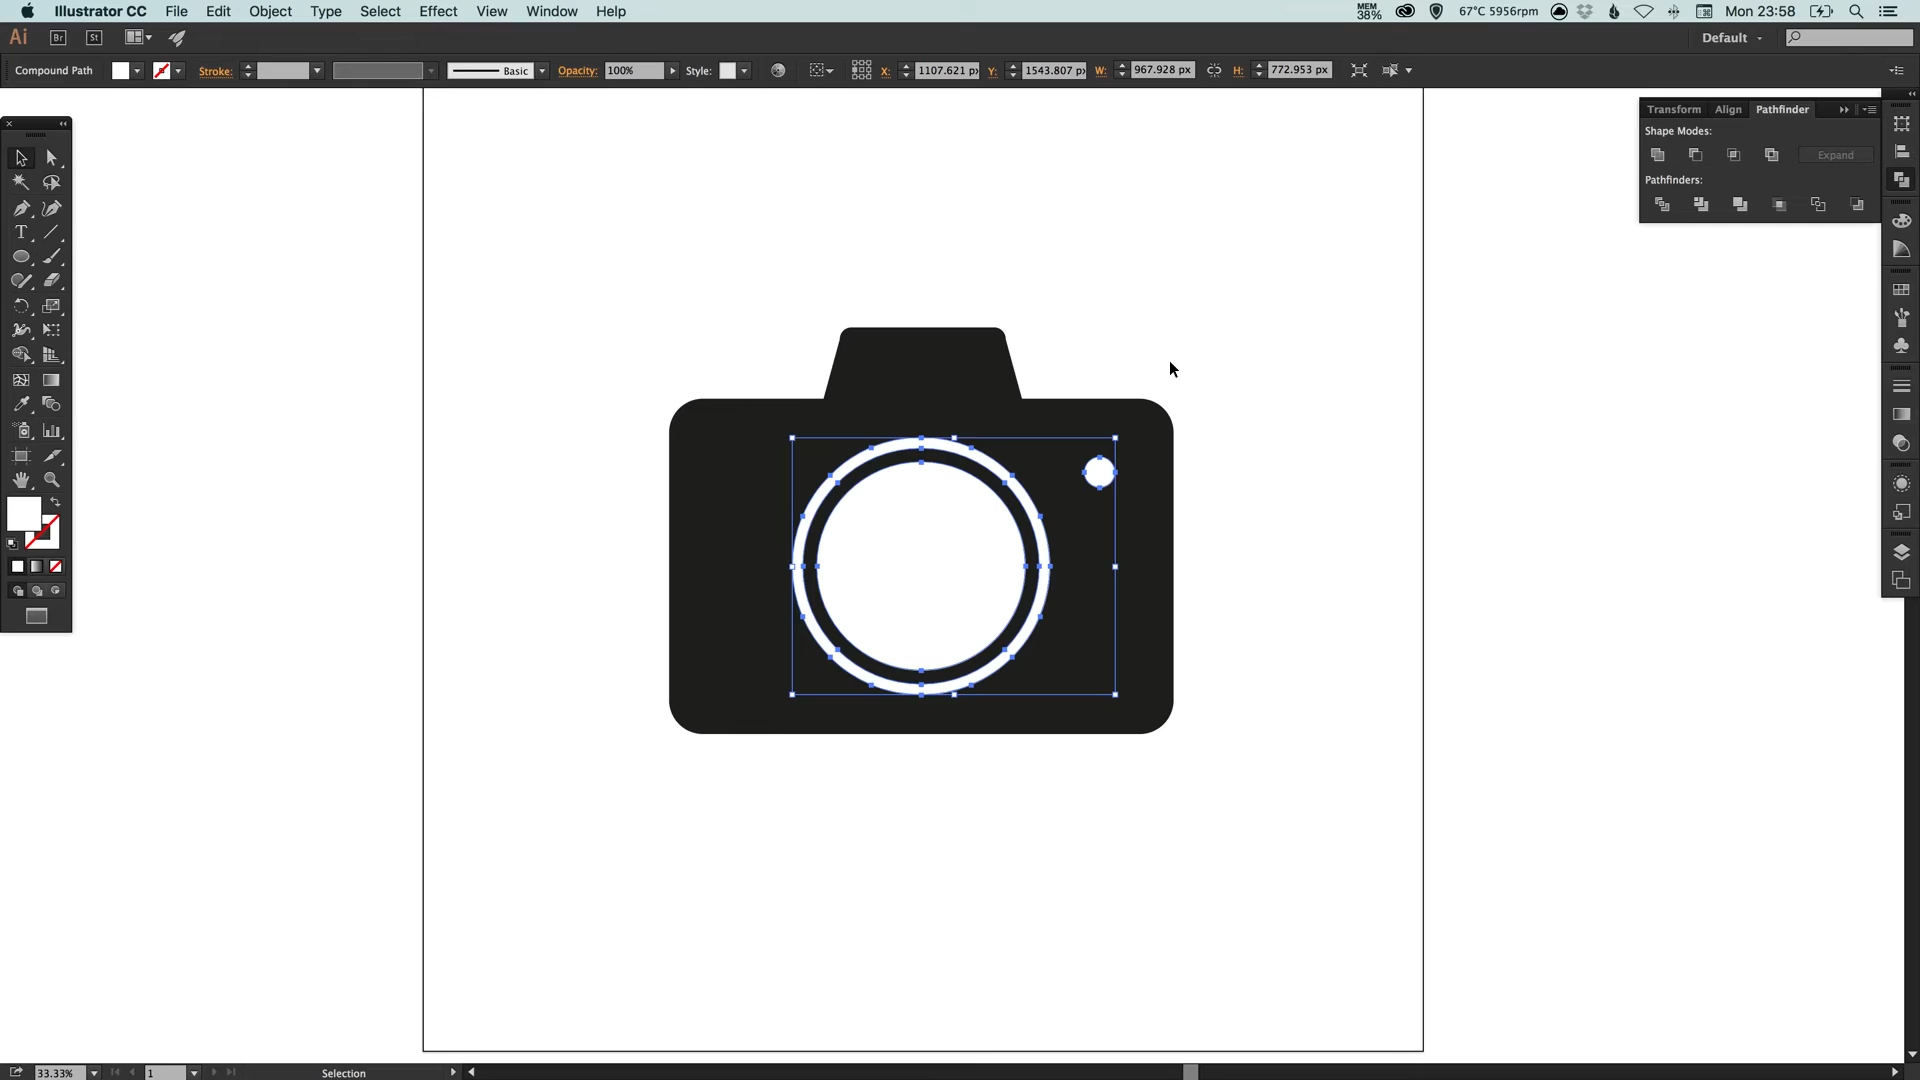 Illustrator CC File Edit Object Type Select Effect View Window Help
MEM
38%
67°C 5956rpm
Mon 23:58
Ai Br St
Default
Compound Path
Stroke:
Basic
Opacity: 100%
Style:
X: 1107.621 px
Y: 1543.807 px
W: 967.928 px
H: 772.953 px
Transform Align Pathfinder
Shape Modes:
Expand
Pathfinders:
T
33.33%
1
Selection